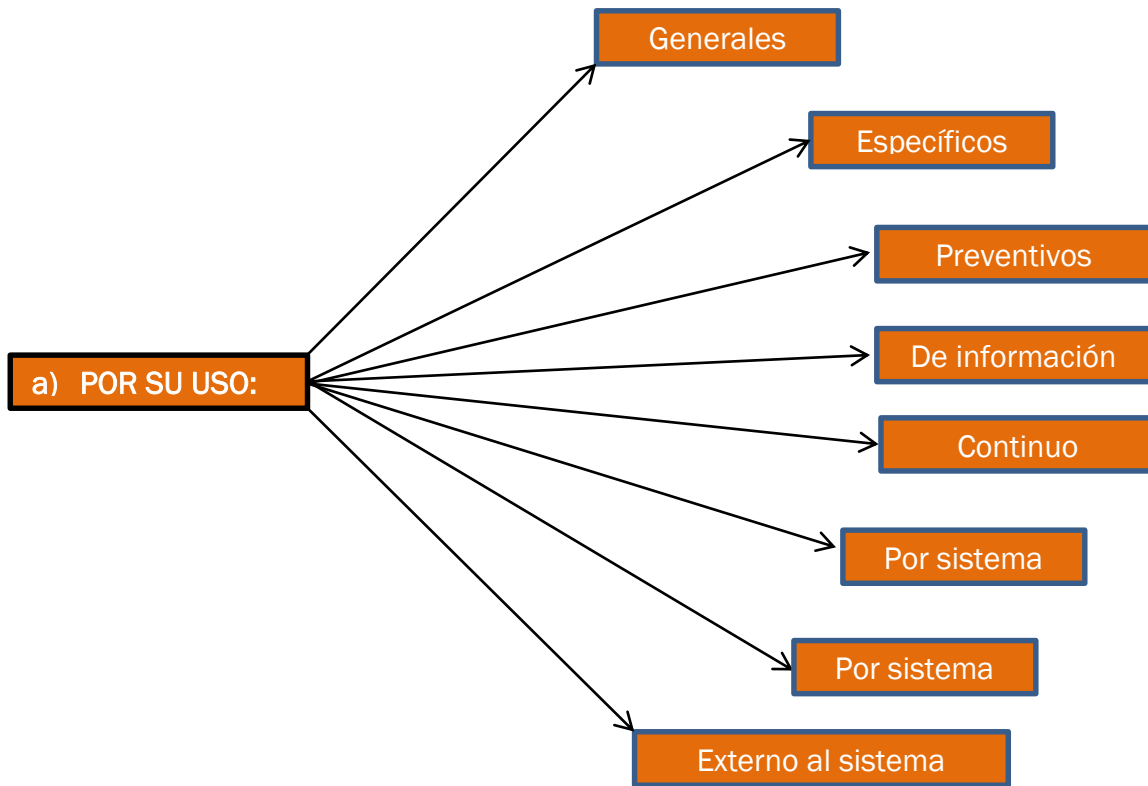 Generales
Específicos
Preventivos
De información
a) POR SU USO:
Continuo
Por sistema
Por sistema
Externo al sistema